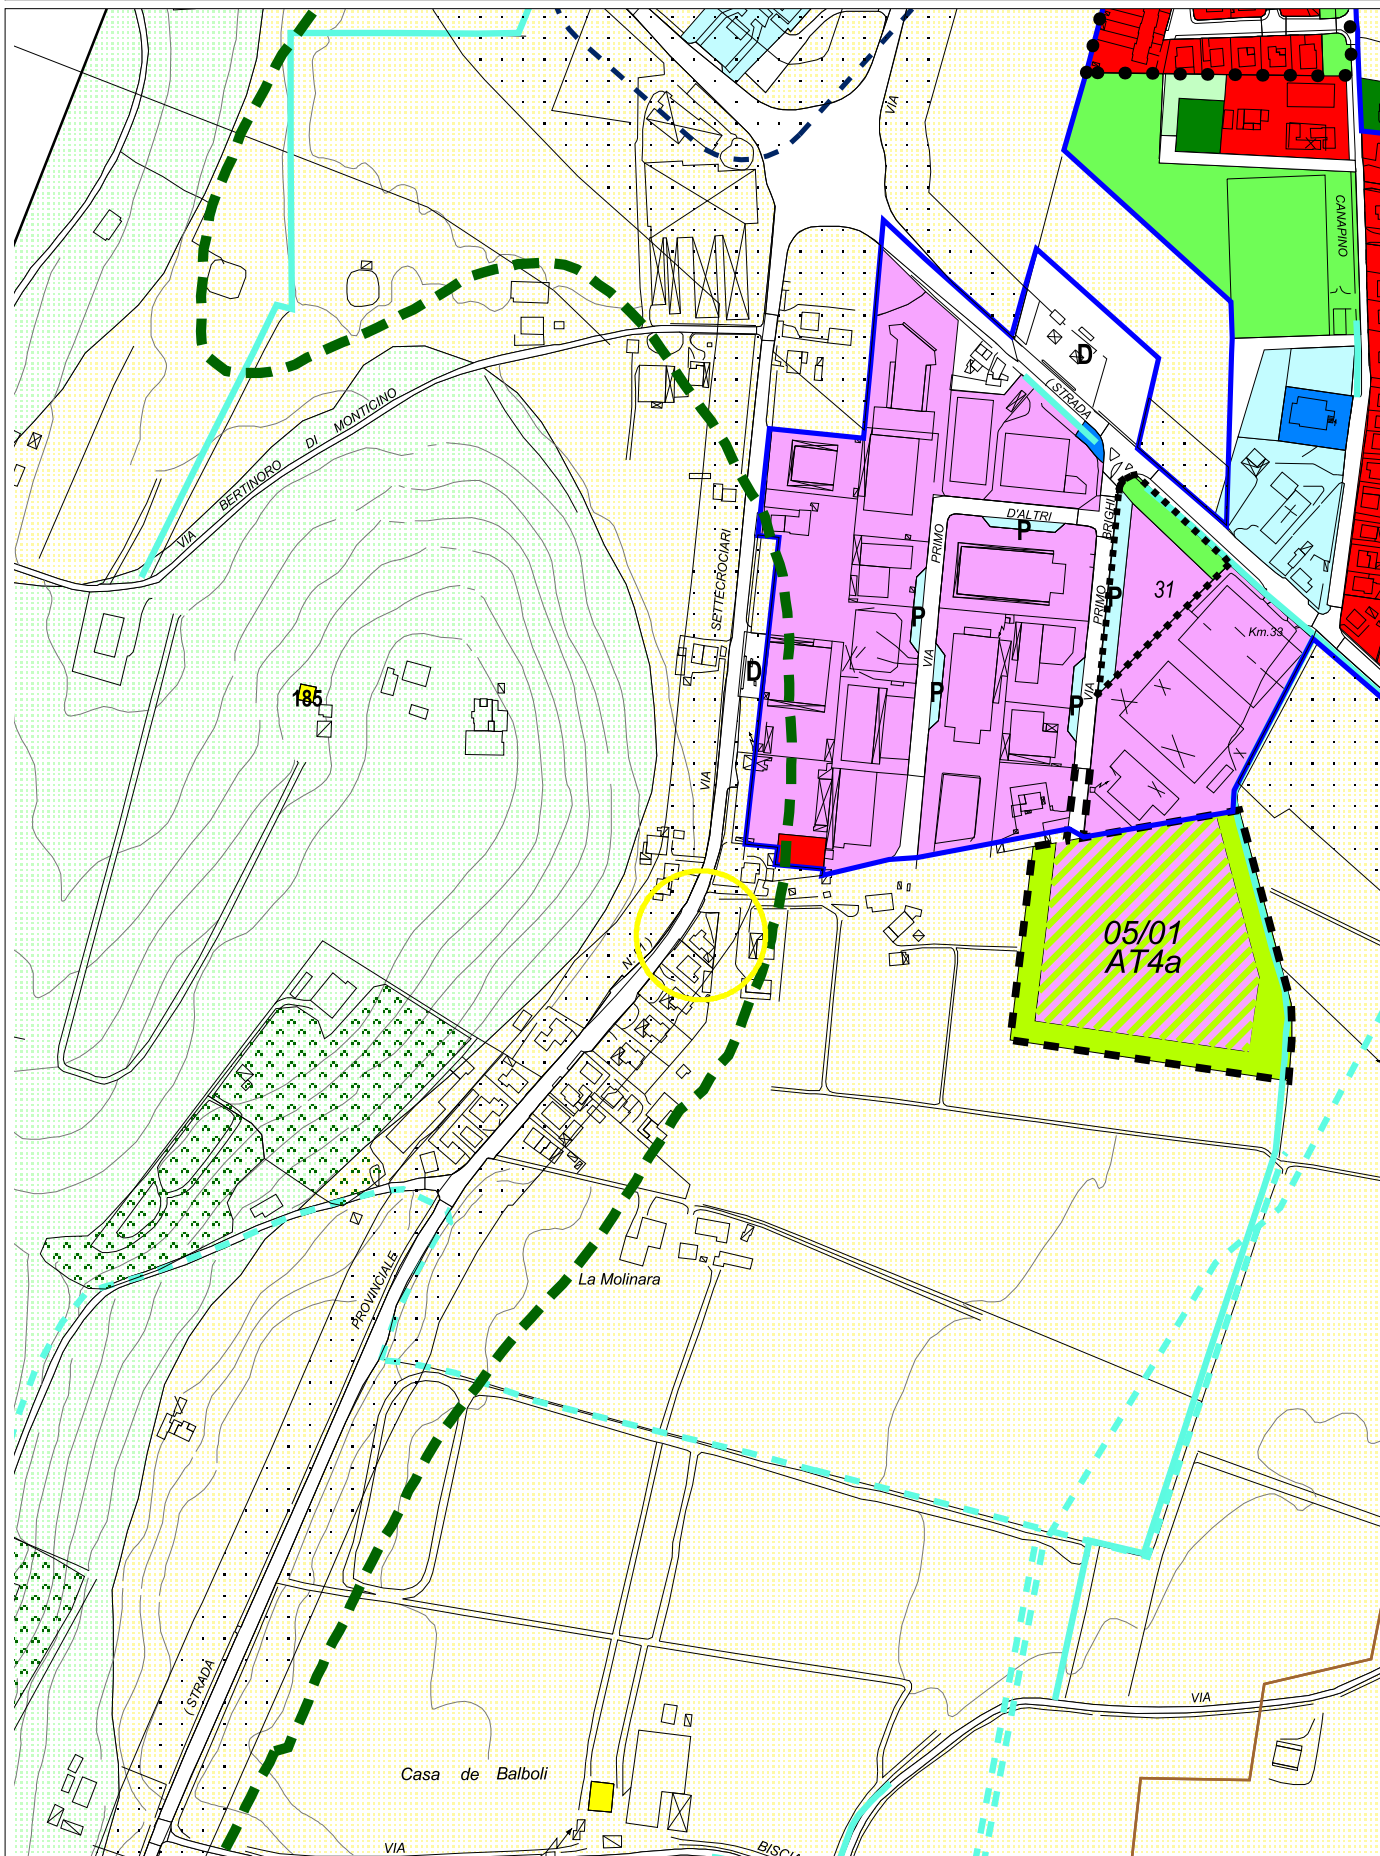 VIA
CANAPINO
D
( STRADA
VIA BERTINORO DI MONTICINO
BRIGHI
D'ALTRI
P
PRIMO
SETTECROCIARI
31
P
PRIMO
P
Km.33
VIA
D
185
P
VIA
P
VIA
05/01
AT4a
N.
La Molinara
PROVINCIALE
( STRADA
VIA
Casa de Balboli
VIA